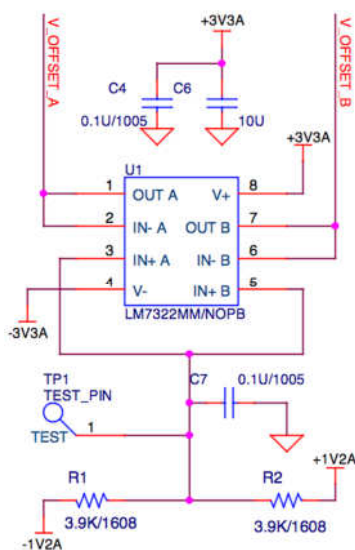 +3V3A
V_OFFSET_A
V_OFFSET_B
C4
C6
0.1U/1005
10U
+3V3A
U1
1
OUT A
V+
8
2
IN- A
OUT B
7
3
IN+ A
IN- B
6
4
V-
IN+ B
5
-3V3A
LM7322MM/NOPB
TP1
TEST_PIN
C7
0.1U/1005
1
TEST
+1V2A
R1
R2
3.9K/1608
3.9K/1608
-1V2A